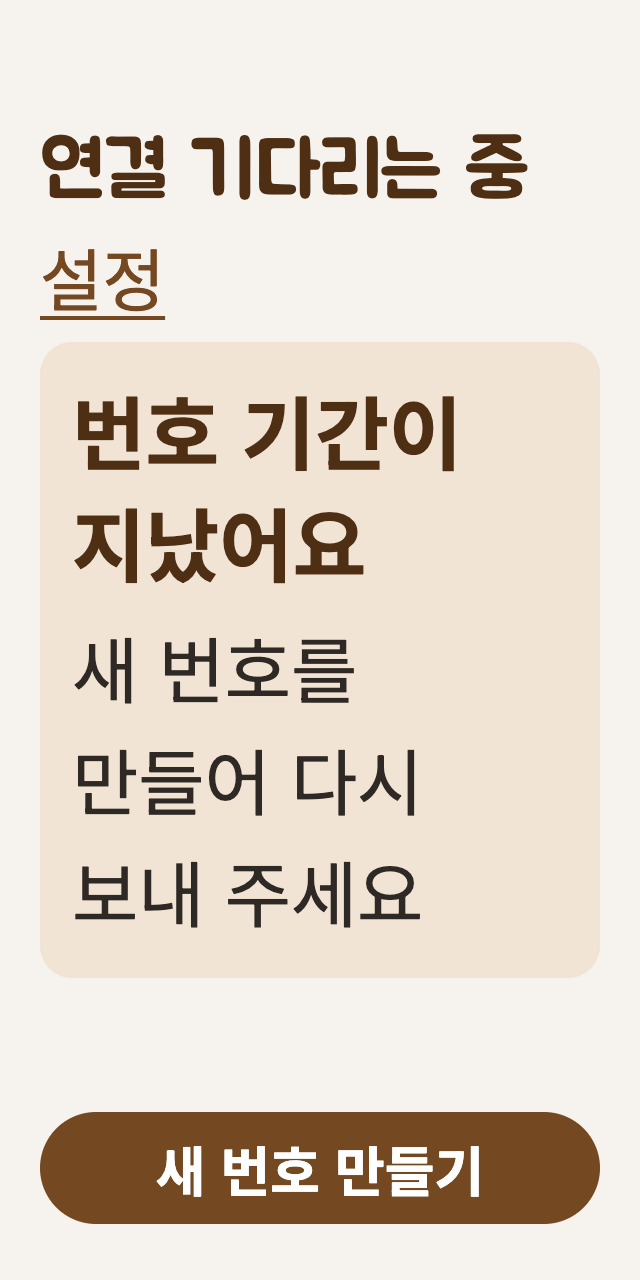 연결 기다리는 중
설정
번호 기간이
지났어요
새 번호를
만들어 다시
보내 주세요
새 번호 만들기